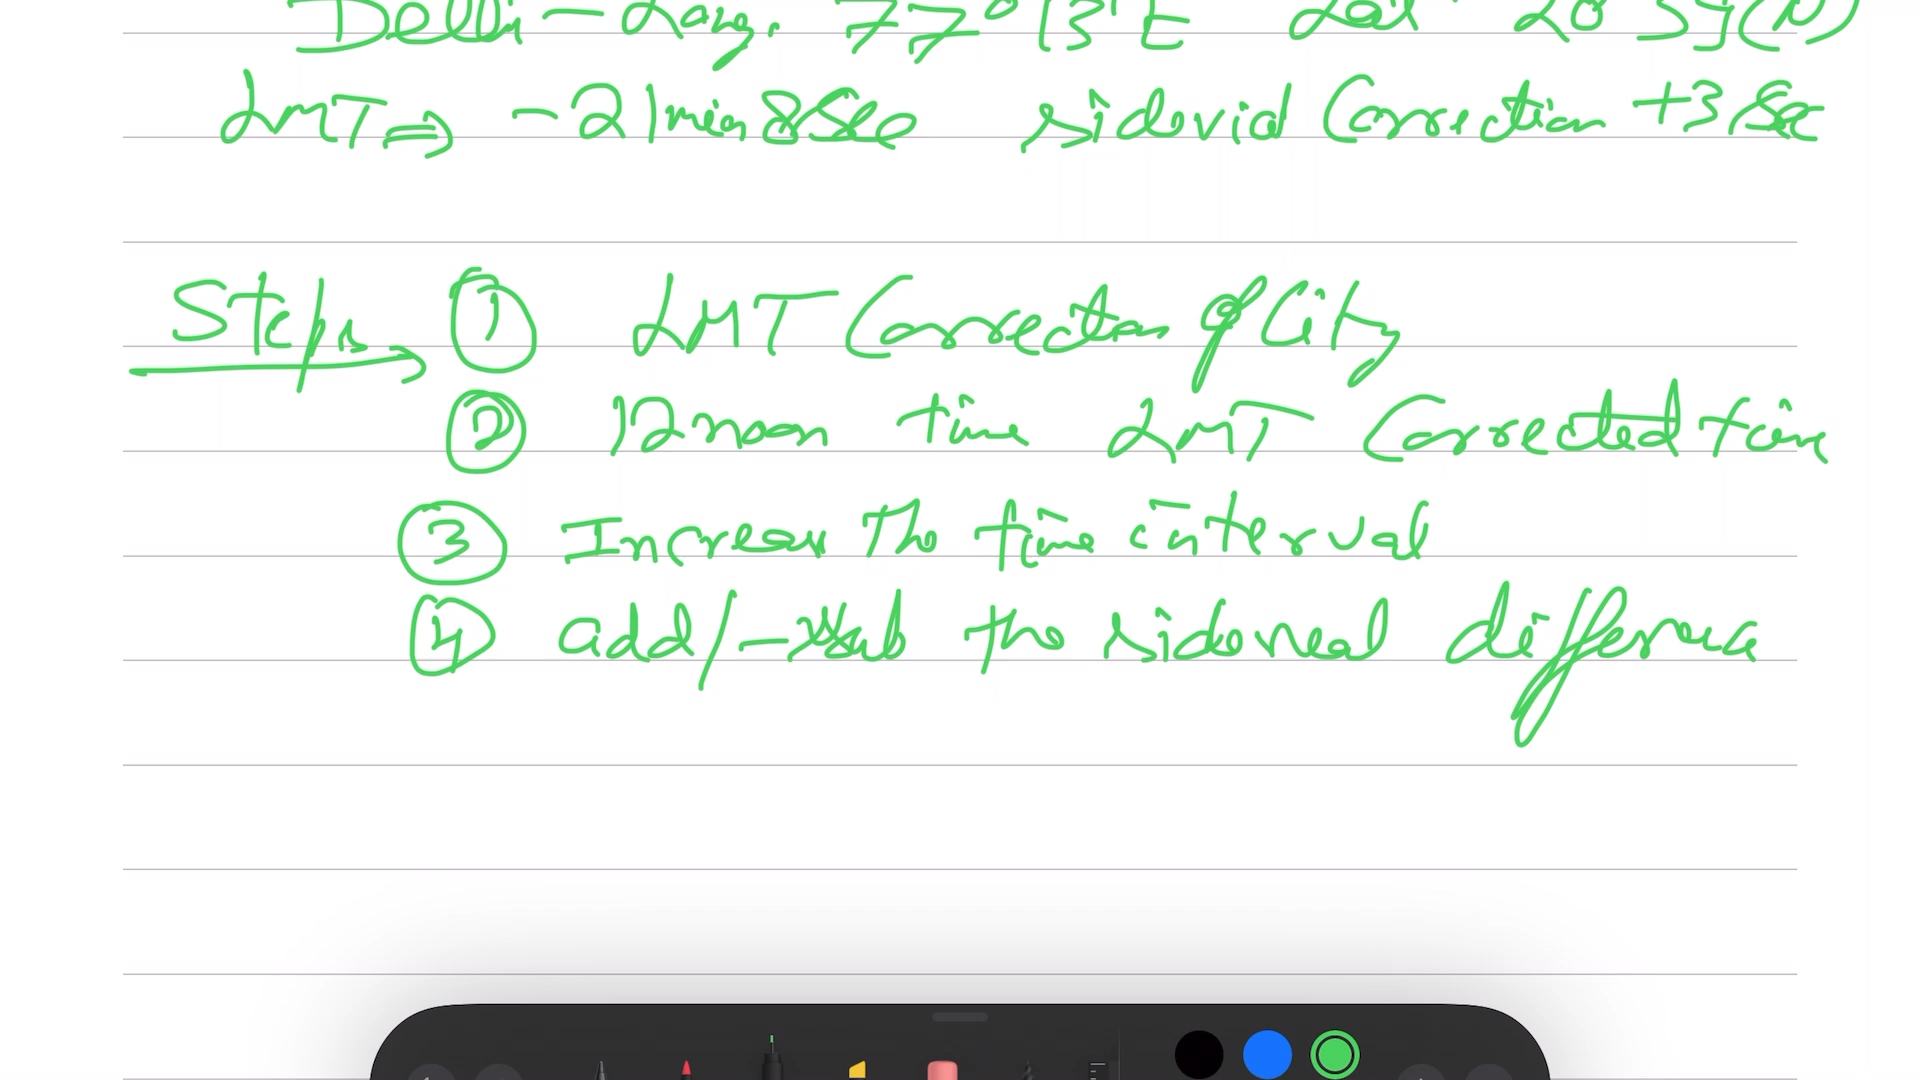 Delhi - Long. 77° 13' E Lat. 28° 39 (N)
LMT ⇒ -21 min 8 Sec sidorial Correction +3 Sec
Steps → ① LMT Correction of City
② 12 noon time LMT Corrected time
③ Increase the time interval
④ add/-sub the sidereal difference